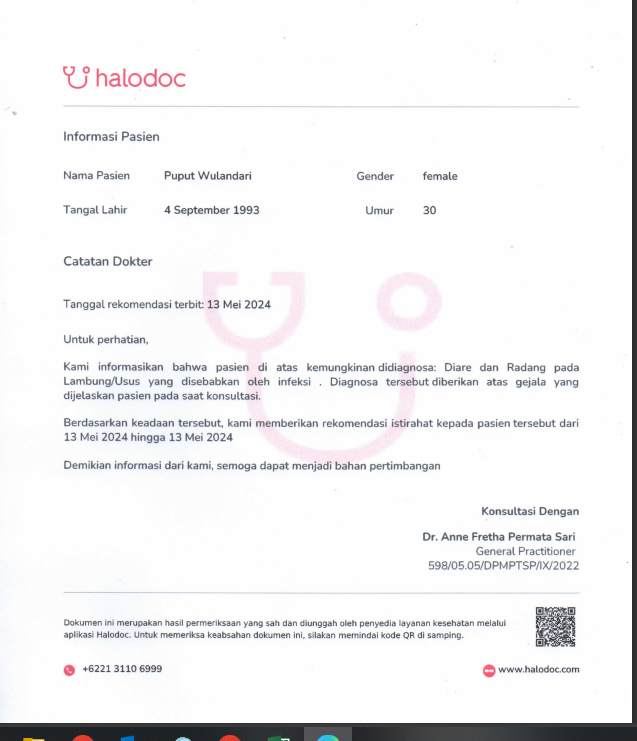 halodoc
Informasi Pasien
Nama Pasien Puput Wulandari Gender female
Tangal Lahir 4 September 1993 Umur 30
Catatan Dokter
Tanggal rekomendasi terbit: 13 Mei 2024
Untuk perhatian,
Kami informasikan bahwa pasien di atas kemungkinan didiagnosa: Diare dan Radang pada
Lambung/Usus yang disebabkan oleh infeksi . Diagnosa tersebut diberikan atas gejala yang
dijelaskan pasien pada saat konsultasi.
Berdasarkan keadaan tersebut, kami memberikan rekomendasi istirahat kepada pasien tersebut dari
13 Mei 2024 hingga 13 Mei 2024
Demikian informasi dari kami, semoga dapat menjadi bahan pertimbangan
Konsultasi Dengan
Dr. Anne Fretha Permata Sari
General Practitioner
598/05.05/DPMPTSP/IX/2022
Dokumen ini merupakan hasil permeriksaan yang sah dan diunggah oleh penyedia layanan kesehatan melalui
aplikasi Halodoc. Untuk memeriksa keabsahan dokumen ini, silakan memindai kode QR di samping.
+6221 3110 6999 www.halodoc.com